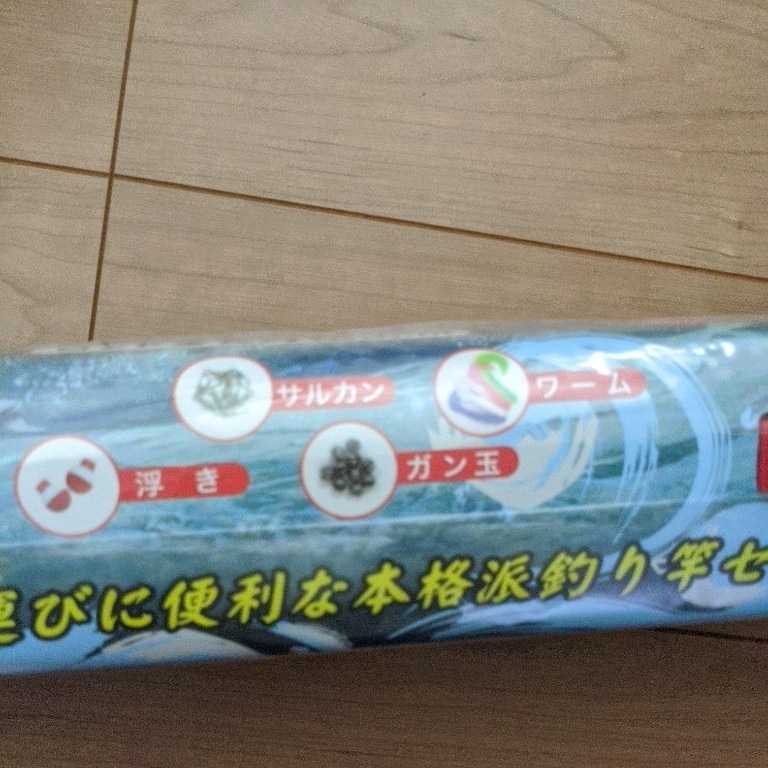 サルカン
ワーム
浮き
ガン玉
運びに便利な本格派釣り竿セ